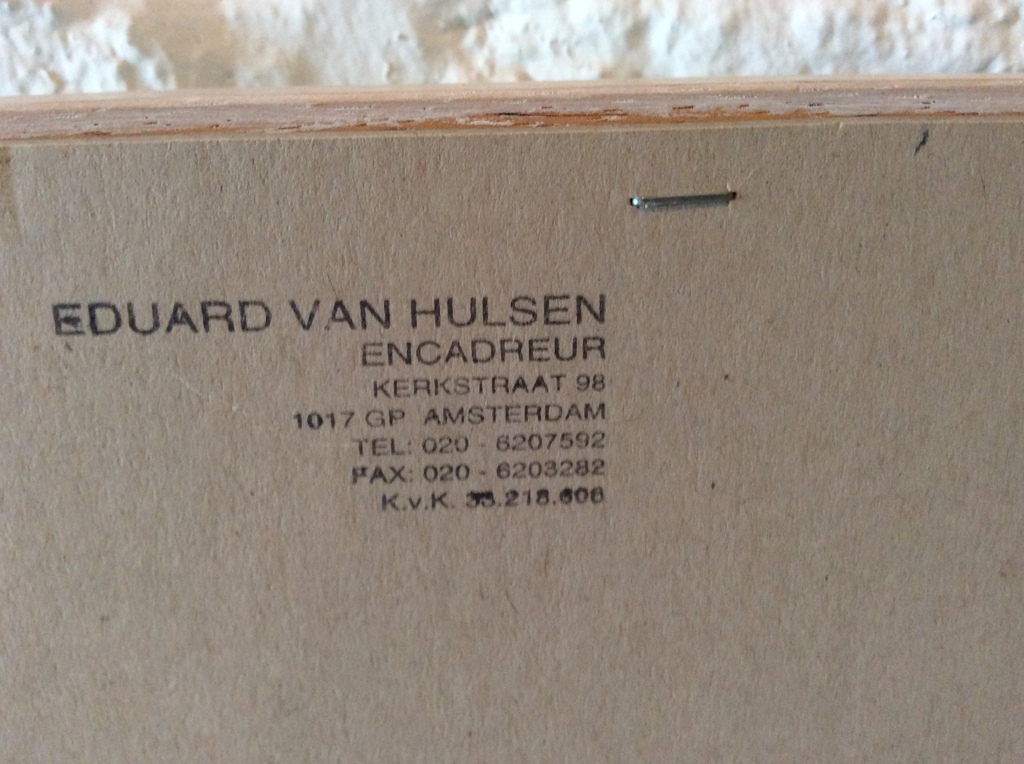 EDUARD VAN HULSEN
ENCADREUR
KERKSTRAAT 98
1017 GP AMSTERDAM
TEL: 020 - 6207592
FAX: 020 - 6203282
K.v.K.